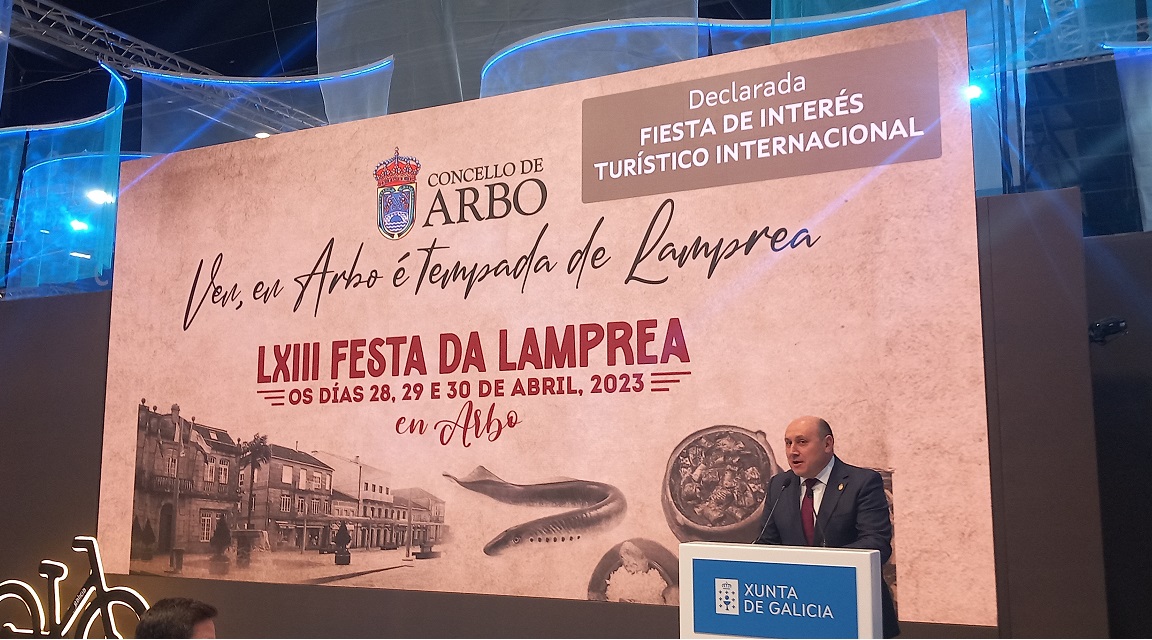 Declarada
FIESTA DE INTERÉS
TURÍSTICO INTERNACIONAL
CONCELLO DE
ARBO
Ven, en Arbo é tempada de Lamprea
LXIII FESTA DA LAMPREA
OS DÍAS 28, 29 E 30 DE ABRIL, 2023
en Arbo
XUNTA
DE GALICIA